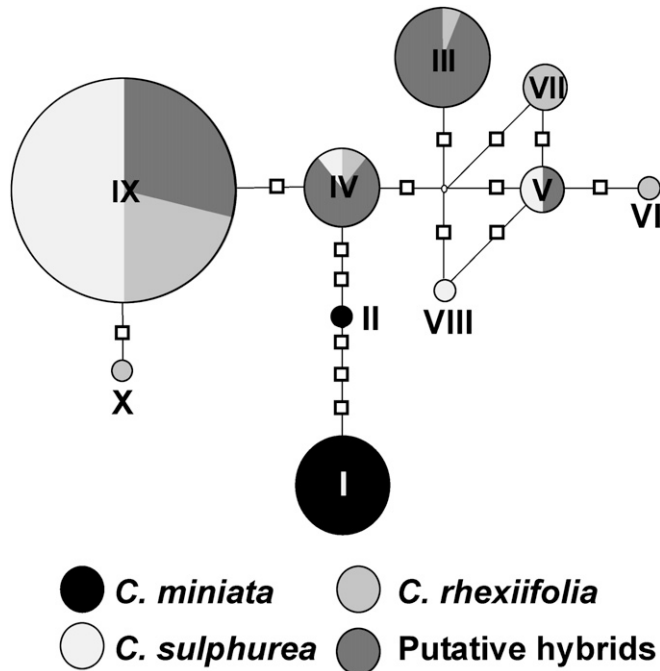 III
VII
IX
IV
V
VI
II
VIII
X
I
C. miniata
C. rhexiifolia
C. sulphurea
Putative hybrids